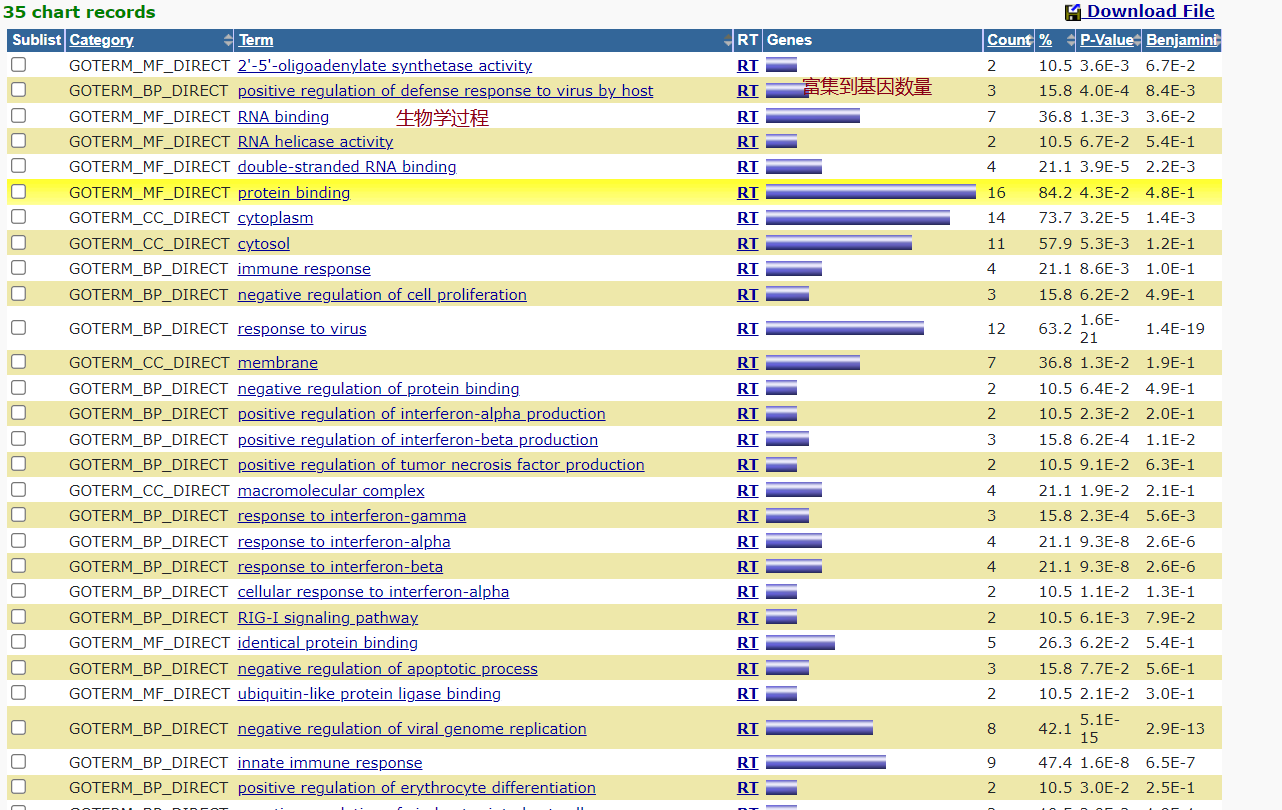 35 chart records Download File
Sublist Category Term RT Genes Count % P-Value Benjamini
GOTERM_MF_DIRECT 2'-5'-oligoadenylate synthetase activity RT 2 10.5 3.6E-3 6.7E-2
GOTERM_BP_DIRECT positive regulation of defense response to virus by host RT 富集到基因数量 3 15.8 4.0E-4 8.4E-3
GOTERM_MF_DIRECT RNA binding 生物学过程 RT 7 36.8 1.3E-3 3.6E-2
GOTERM_MF_DIRECT RNA helicase activity RT 2 10.5 6.7E-2 5.4E-1
GOTERM_MF_DIRECT double-stranded RNA binding RT 4 21.1 3.9E-5 2.2E-3
GOTERM_MF_DIRECT protein binding RT 16 84.2 4.3E-2 4.8E-1
GOTERM_CC_DIRECT cytoplasm RT 14 73.7 3.2E-5 1.4E-3
GOTERM_CC_DIRECT cytosol RT 11 57.9 5.3E-3 1.2E-1
GOTERM_BP_DIRECT immune response RT 4 21.1 8.6E-3 1.0E-1
GOTERM_BP_DIRECT negative regulation of cell proliferation RT 3 15.8 6.2E-2 4.9E-1
GOTERM_BP_DIRECT response to virus RT 12 63.2 1.6E-21 1.4E-19
GOTERM_CC_DIRECT membrane RT 7 36.8 1.3E-2 1.9E-1
GOTERM_BP_DIRECT negative regulation of protein binding RT 2 10.5 6.4E-2 4.9E-1
GOTERM_BP_DIRECT positive regulation of interferon-alpha production RT 2 10.5 2.3E-2 2.0E-1
GOTERM_BP_DIRECT positive regulation of interferon-beta production RT 3 15.8 6.2E-4 1.1E-2
GOTERM_BP_DIRECT positive regulation of tumor necrosis factor production RT 2 10.5 9.1E-2 6.3E-1
GOTERM_CC_DIRECT macromolecular complex RT 4 21.1 1.9E-2 2.1E-1
GOTERM_BP_DIRECT response to interferon-gamma RT 3 15.8 2.3E-4 5.6E-3
GOTERM_BP_DIRECT response to interferon-alpha RT 4 21.1 9.3E-8 2.6E-6
GOTERM_BP_DIRECT response to interferon-beta RT 4 21.1 9.3E-8 2.6E-6
GOTERM_BP_DIRECT cellular response to interferon-alpha RT 2 10.5 1.1E-2 1.3E-1
GOTERM_BP_DIRECT RIG-I signaling pathway RT 2 10.5 6.1E-3 7.9E-2
GOTERM_MF_DIRECT identical protein binding RT 5 26.3 6.2E-2 5.4E-1
GOTERM_BP_DIRECT negative regulation of apoptotic process RT 3 15.8 7.7E-2 5.6E-1
GOTERM_MF_DIRECT ubiquitin-like protein ligase binding RT 2 10.5 2.1E-2 3.0E-1
GOTERM_BP_DIRECT negative regulation of viral genome replication RT 8 42.1 5.1E-15 2.9E-13
GOTERM_BP_DIRECT innate immune response RT 9 47.4 1.6E-8 6.5E-7
GOTERM_BP_DIRECT positive regulation of erythrocyte differentiation RT 2 10.5 3.0E-2 2.5E-1